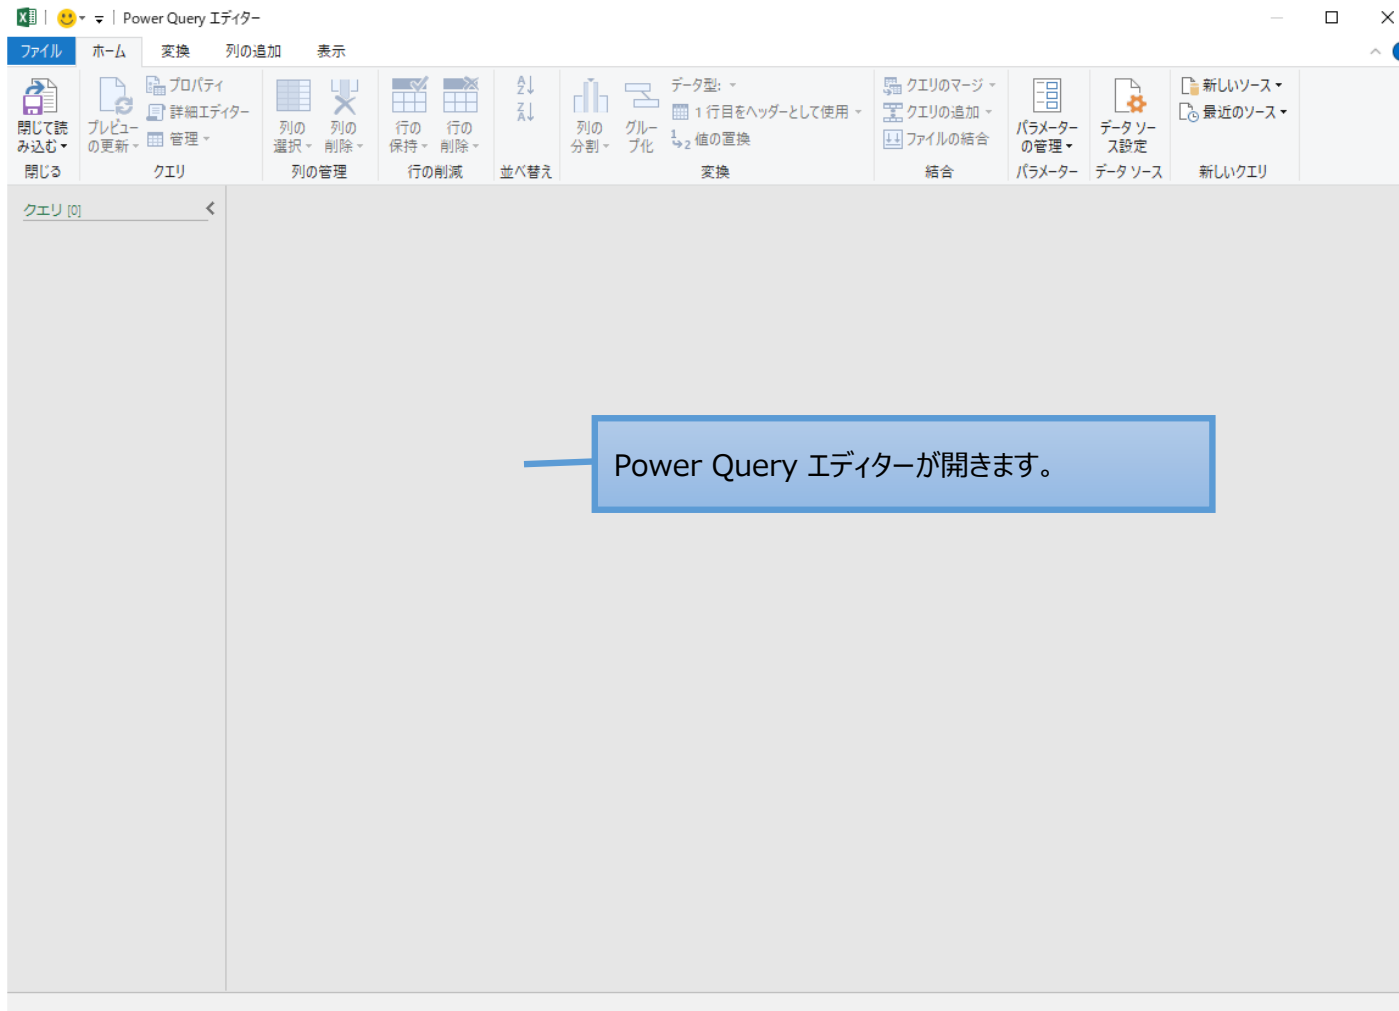 Power Query エディター
ファイル ホーム 変換 列の追加 表示
閉じて読
み込む
閉じる
プレビュー
の更新
プロパティ
詳細エディター
管理
クエリ
列の
選択
列の
削除
列の管理
行の
保持
行の
削除
行の削減
並べ替え
列の
分割
グルー
プ化
データ型:
1 行目をヘッダーとして使用
値の置換
変換
クエリのマージ
クエリの追加
ファイルの結合
結合
パラメーター
の管理
パラメーター
データ ソー
ス設定
データ ソース
新しいソース
最近のソース
新しいクエリ
クエリ [0]
Power Query エディターが開きます。